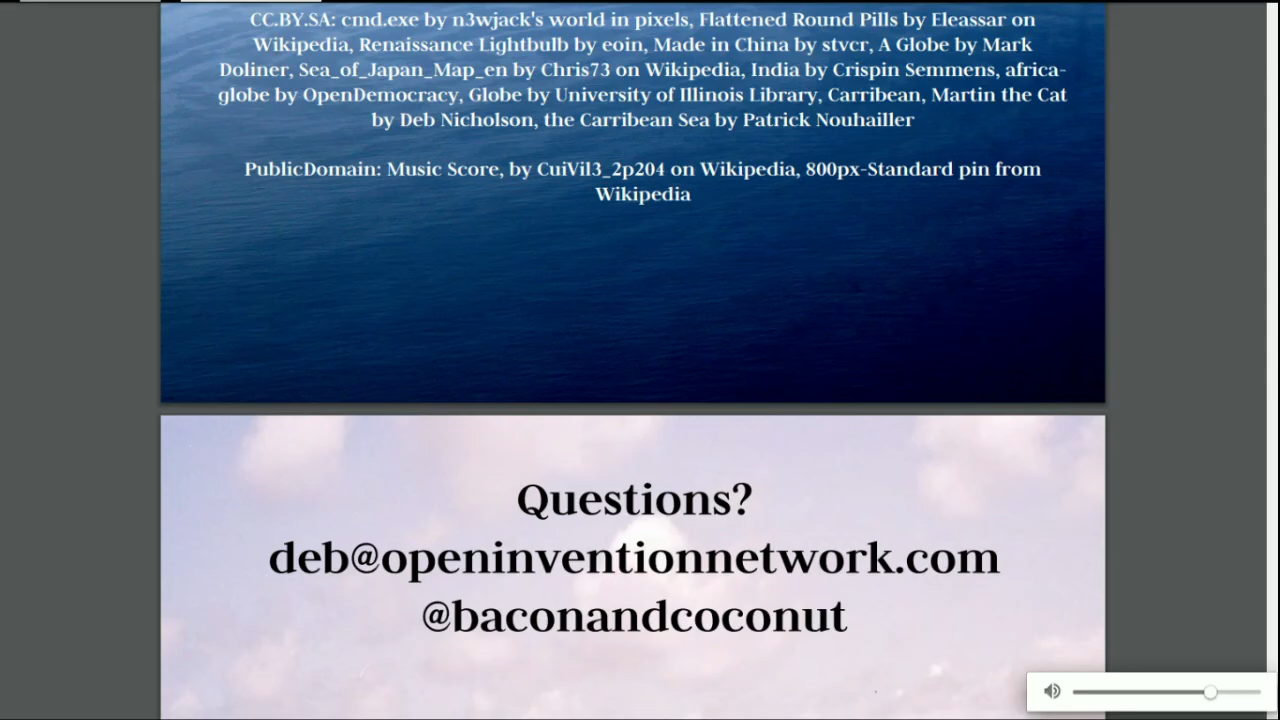 CC.BY.SA: cmd.exe by n3wjack's world in pixels, Flattened Round Pills by Eleassar on
Wikipedia, Renaissance Lightbulb by eoin, Made in China by stvcr, A Globe by Mark
Doliner, Sea_of_Japan_Map_en by Chris73 on Wikipedia, India by Crispin Semmens, africa-
globe by OpenDemocracy, Globe by University of Illinois Library, Carribean, Martin the Cat
by Deb Nicholson, the Carribean Sea by Patrick Nouhailler
PublicDomain: Music Score, by CuiVil3_2p204 on Wikipedia, 800px-Standard pin from
Wikipedia
Questions?
deb@openinventionnetwork.com
@baconandcoconut